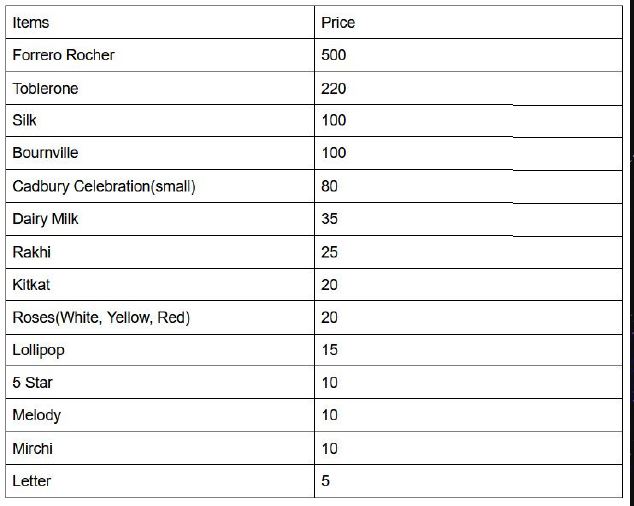 Items Price
Forrero Rocher 500
Toblerone 220
Silk 100
Bournville 100
Cadbury Celebration(small) 80
Dairy Milk 35
Rakhi 25
Kitkat 20
Roses(White, Yellow, Red) 20
Lollipop 15
5 Star 10
Melody 10
Mirchi 10
Letter 5